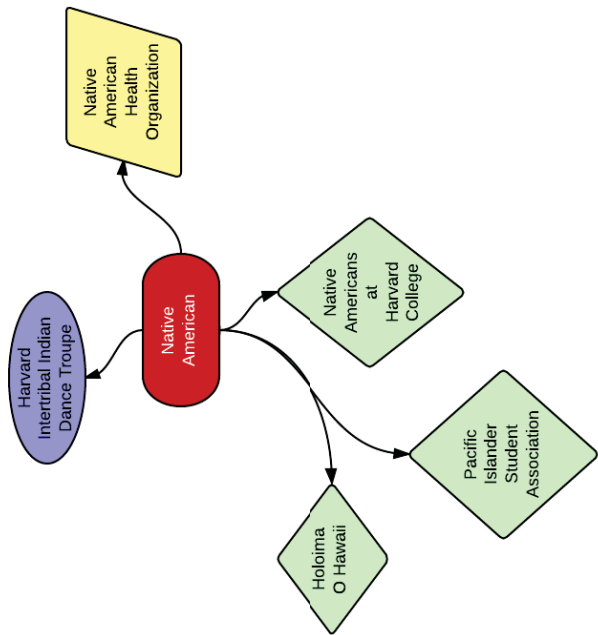 Native
American
Health
Organization
Harvard
Intertribal Indian
Dance Troupe
Native
American
Native
Americans
at
Harvard
College
Pacific
Islander
Student
Association
Holoima
O Hawaii